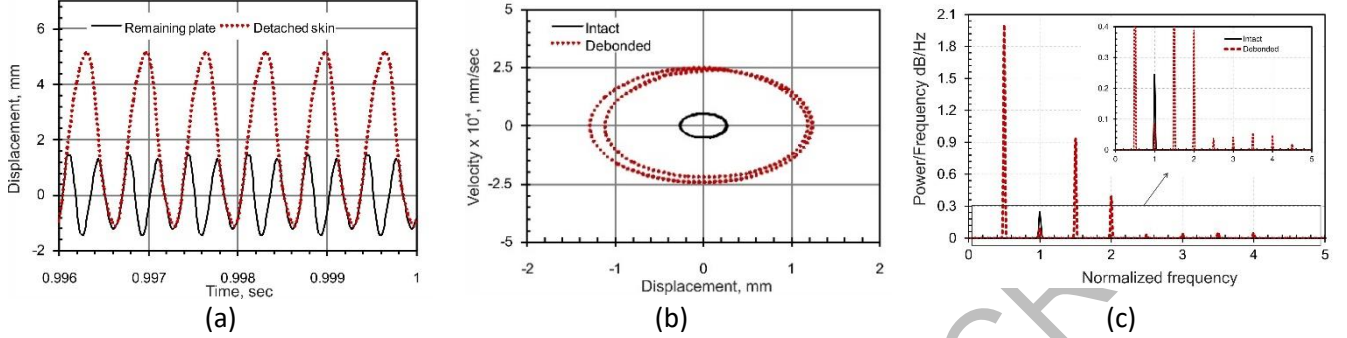 Remaining plate
Detached skin
Displacement, mm
6
4
2
0
-2
0.996
0.997
0.998
0.999
1
Time, sec
(a)
Intact
Debonded
Velocity x 10⁴, mm/sec
5
2.5
0
-2.5
-5
-2
-1
0
1
2
Displacement, mm
(b)
Intact
Debonded
Power/Frequency dB/Hz
2.1
1.8
1.5
1.2
0.9
0.6
0.3
0
0
1
2
3
4
5
Normalized frequency
Intact
Debonded
0.4
0.3
0.2
0.1
0
0
1
2
3
4
5
(c)